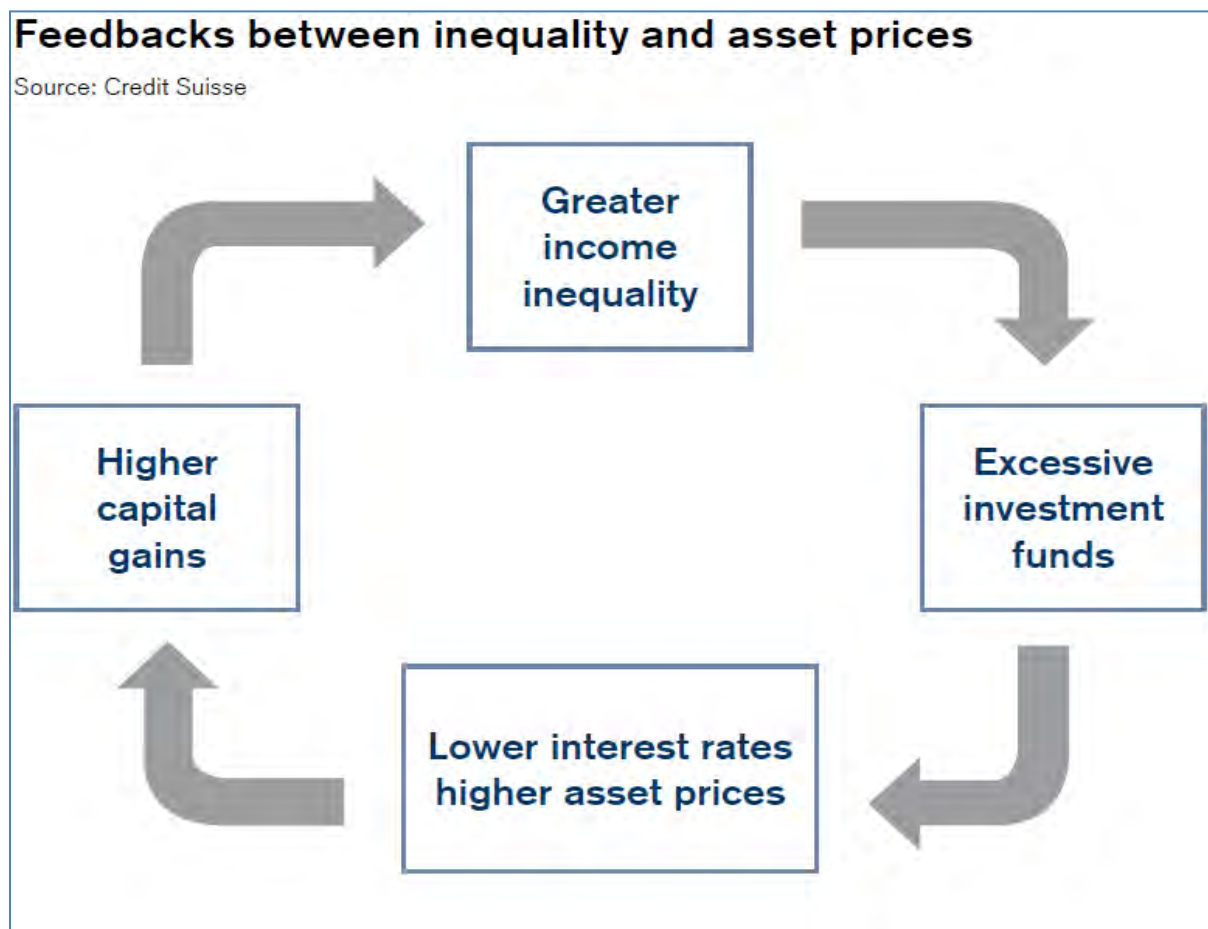 Feedbacks between inequality and asset prices
Source: Credit Suisse
Greater
income
inequality
Higher
capital
gains
Excessive
investment
funds
Lower interest rates
higher asset prices